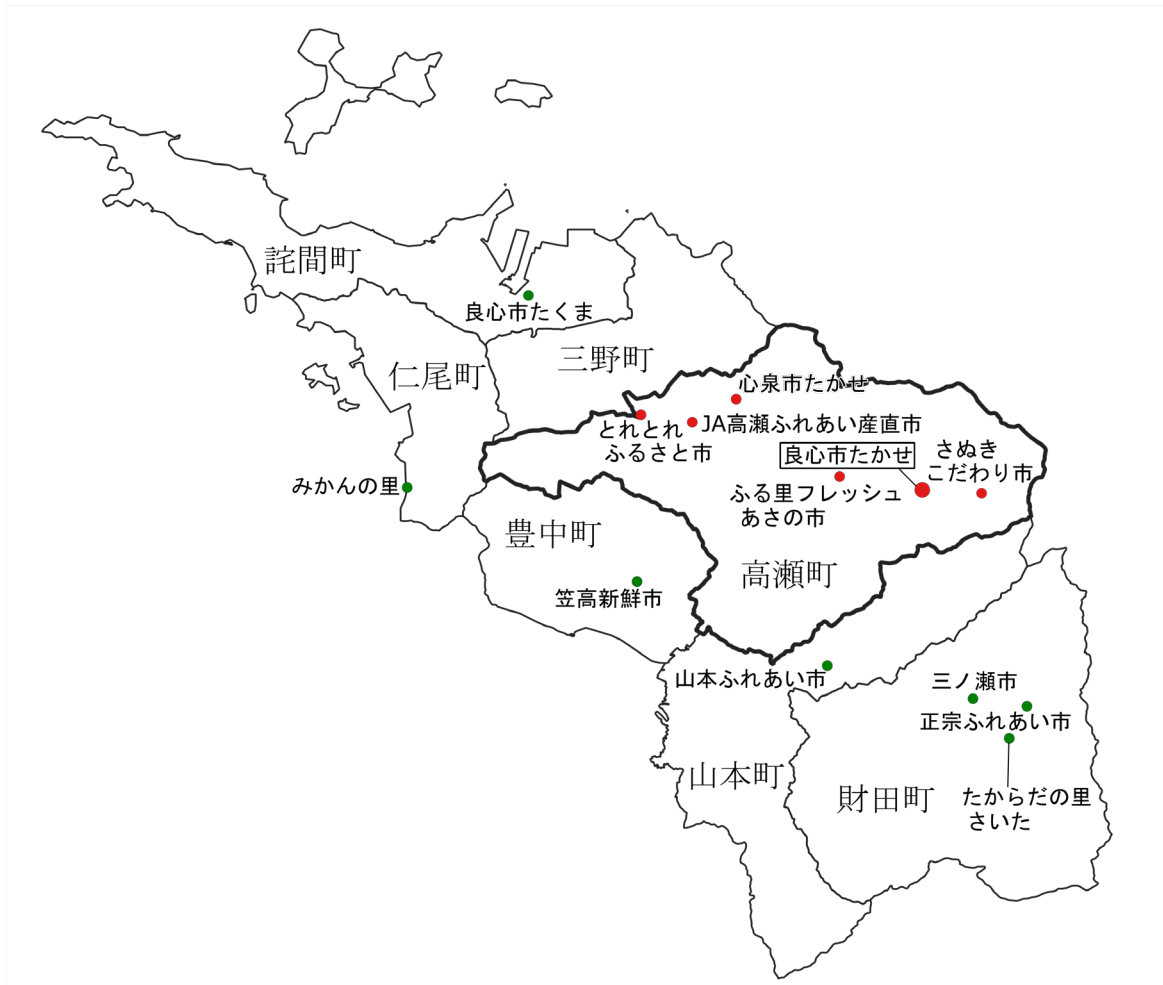 詫間町
良心市たくま
三野町
仁尾町
心泉市たかせ
とれとれ
ふるさと市
JA高瀬ふれあい産直市
良心市たかせ
さぬき
こだわり市
みかんの里
ふる里フレッシュ
あさの市
豊中町
高瀬町
笠高新鮮市
山本ふれあい市
三ノ瀬市
正宗ふれあい市
山本町
財田町
たからだの里
さいた